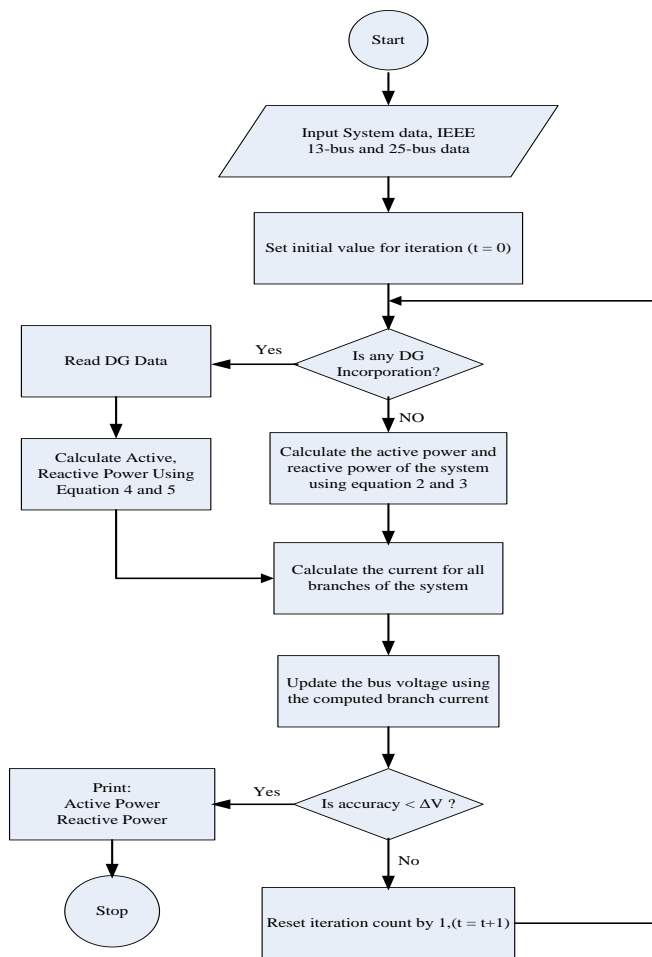 Start
Input System data, IEEE
13-bus and 25-bus data
Set initial value for iteration (t = 0)
Is any DG
Incorporation?
Yes
Read DG Data
NO
Calculate Active,
Reactive Power Using
Equation 4 and 5
Calculate the active power and
reactive power of the system
using equation 2 and 3
Calculate the current for all
branches of the system
Update the bus voltage using
the computed branch current
Is accuracy < ΔV ?
Yes
Print:
Active Power
Reactive Power
Stop
No
Reset iteration count by 1,(t = t+1)